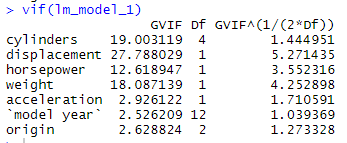 > vif(lm_model_1)
GVIF Df GVIF^(1/(2*Df))
cylinders 19.003119 4 1.444951
displacement 27.788029 1 5.271435
horsepower 12.618947 1 3.552316
weight 18.087139 1 4.252898
acceleration 2.926122 1 1.710591
`model year` 2.526209 12 1.039369
origin 2.628824 2 1.273328
>